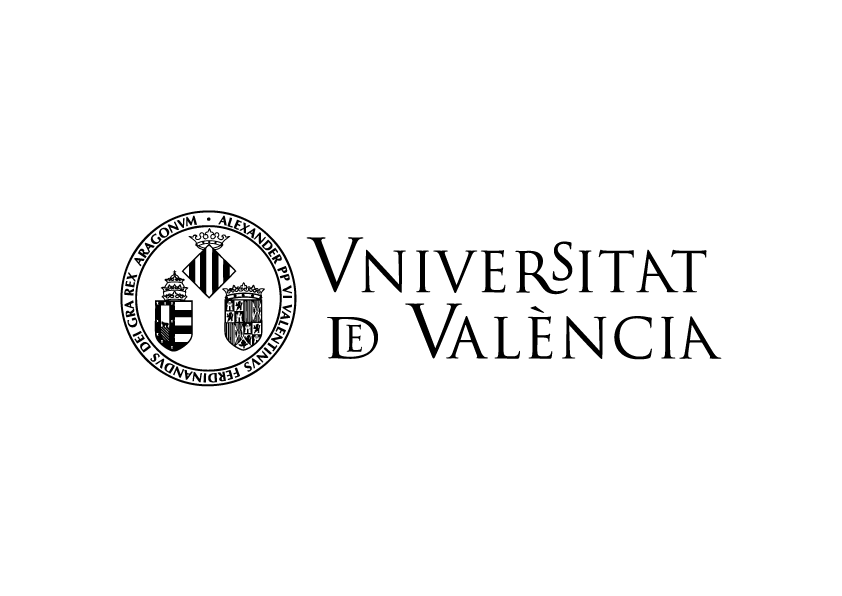 ALEXANDER PP VI VALENTINVS FERDINANDVS DEI GRA REX ARAGONVM ·
VNIVERSITAT
DE VALÈNCIA